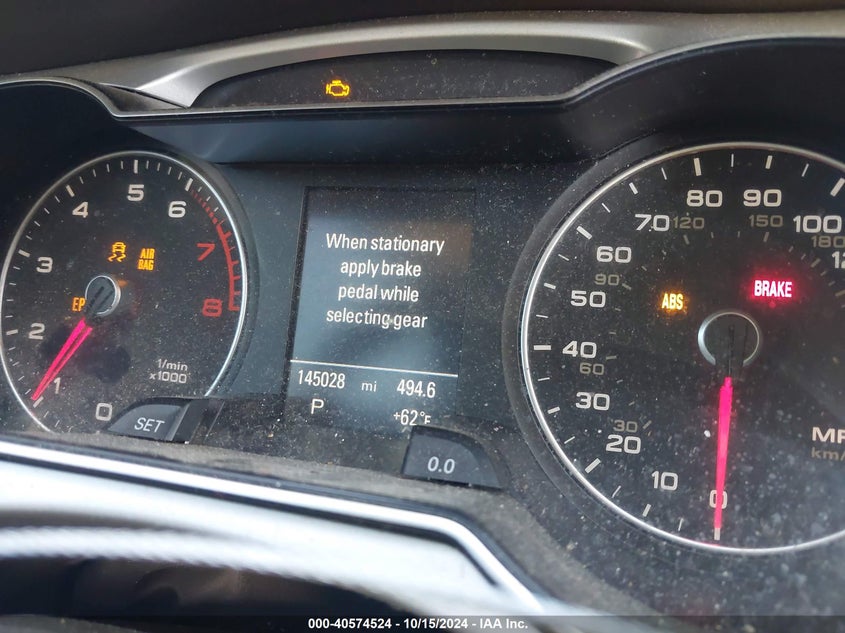 4
5
6
3
7
2
8
1
0
AIR
BAG
EP
1/min
x1000
SET
When stationary
apply brake
pedal while
selecting gear
145028 mi 494.6
P +62°F
0.0
80 90
70 120 150 100
60 180
90
50
40
60
30
30
20
10
0
ABS
BRAKE
000-40574524 - 10/15/2024 - IAA Inc.